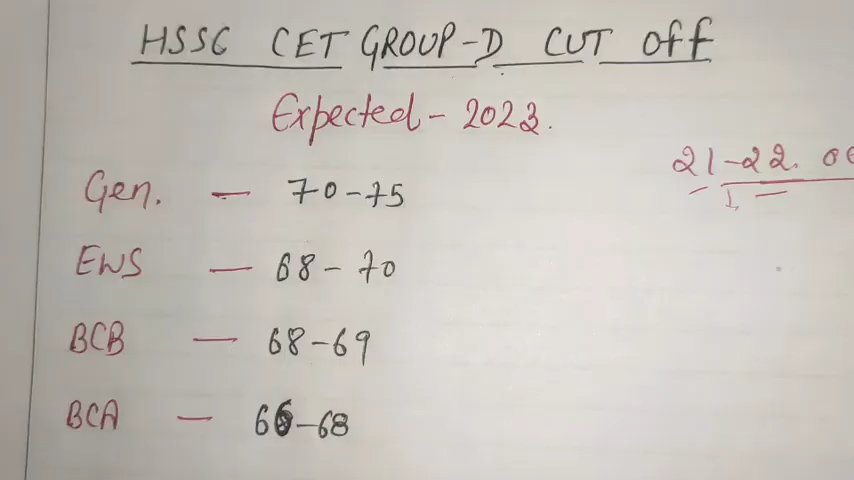 HSSC CET GROUP-D CUT Off
Expected - 2023.
21-22.
Gen. — 70-75
EWS — 68-70
BCB — 68-69
BCA — 66-68